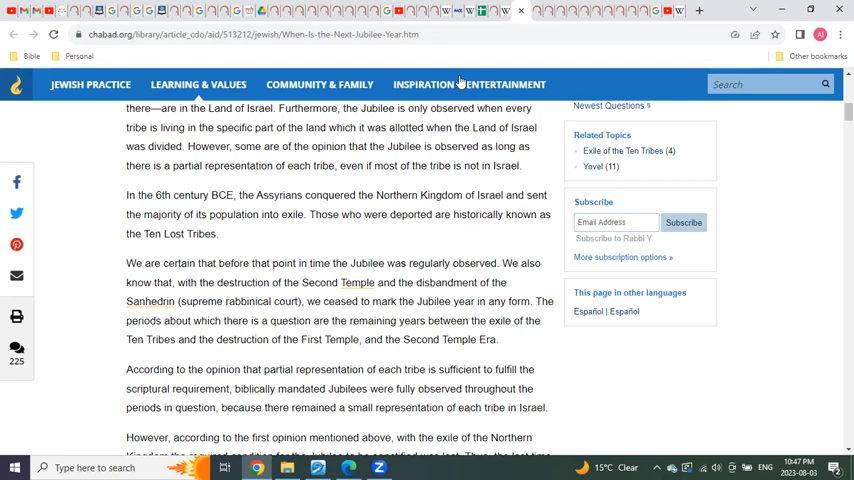 chabad.org/library/article_cdo/aid/513212/jewish/When-Is-the-Next-Jubilee-Year.htm
Bible
Personal
Other bookmarks
JEWISH PRACTICE
LEARNING & VALUES
COMMUNITY & FAMILY
INSPIRATION
ENTERTAINMENT
Search
there—are in the Land of Israel. Furthermore, the Jubilee is only observed when every
tribe is living in the specific part of the land which it was allotted when the Land of Israel
was divided. However, some are of the opinion that the Jubilee is observed as long as
there is a partial representation of each tribe, even if most of the tribe is not in Israel.
In the 6th century BCE, the Assyrians conquered the Northern Kingdom of Israel and sent
the majority of its population into exile. Those who were deported are historically known as
the Ten Lost Tribes.
We are certain that before that point in time the Jubilee was regularly observed. We also
know that, with the destruction of the Second Temple and the disbandment of the
Sanhedrin (supreme rabbinical court), we ceased to mark the Jubilee year in any form. The
periods about which there is a question are the remaining years between the exile of the
Ten Tribes and the destruction of the First Temple, and the Second Temple Era.
According to the opinion that partial representation of each tribe is sufficient to fulfill the
scriptural requirement, biblically mandated Jubilees were fully observed throughout the
periods in question, because there remained a small representation of each tribe in Israel.
However, according to the first opinion mentioned above, with the exile of the Northern
225
Newest Questions
Related Topics
Exile of the Ten Tribes (4)
Yovel (11)
Subscribe
Email Address
Subscribe
Subscribe to Rabbi Y
More subscription options »
This page in other languages
Español | Español
Type here to search
15°C Clear
ENG
10:47 PM
2023-08-03
2